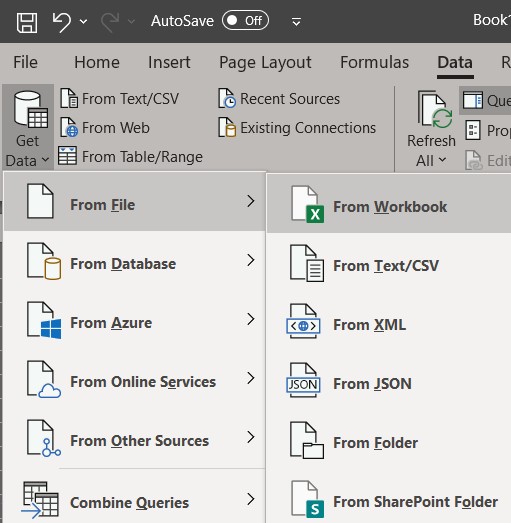 AutoSave Off Book1
File Home Insert Page Layout Formulas Data R
From Text/CSV Recent Sources
From Web Existing Connections
From Table/Range
Get
Data
Refresh
All
Que
Prop
Edit
From File
From Database
From Azure
From Online Services
From Other Sources
Combine Queries
From Workbook
From Text/CSV
From XML
JSON From JSON
From Folder
From SharePoint Folder